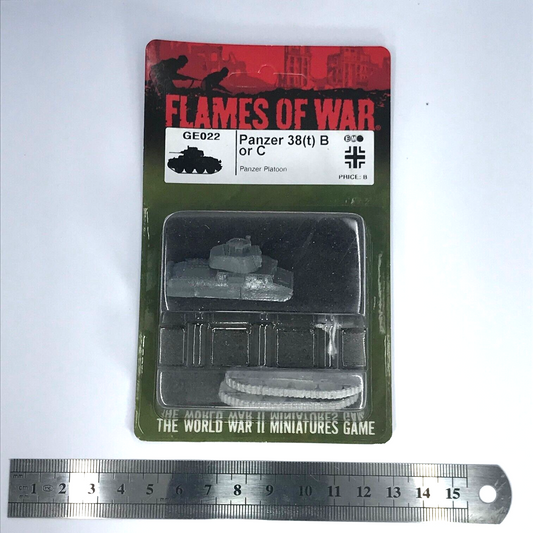 FLAMES OF WAR
GE022
Panzer 38(t) B
or C
Panzer Platoon
PRICE: B
THE WORLD WAR II MINIATURES GAME
1 2 3 4 5 6 7 8 9 10 11 12 13 14 15